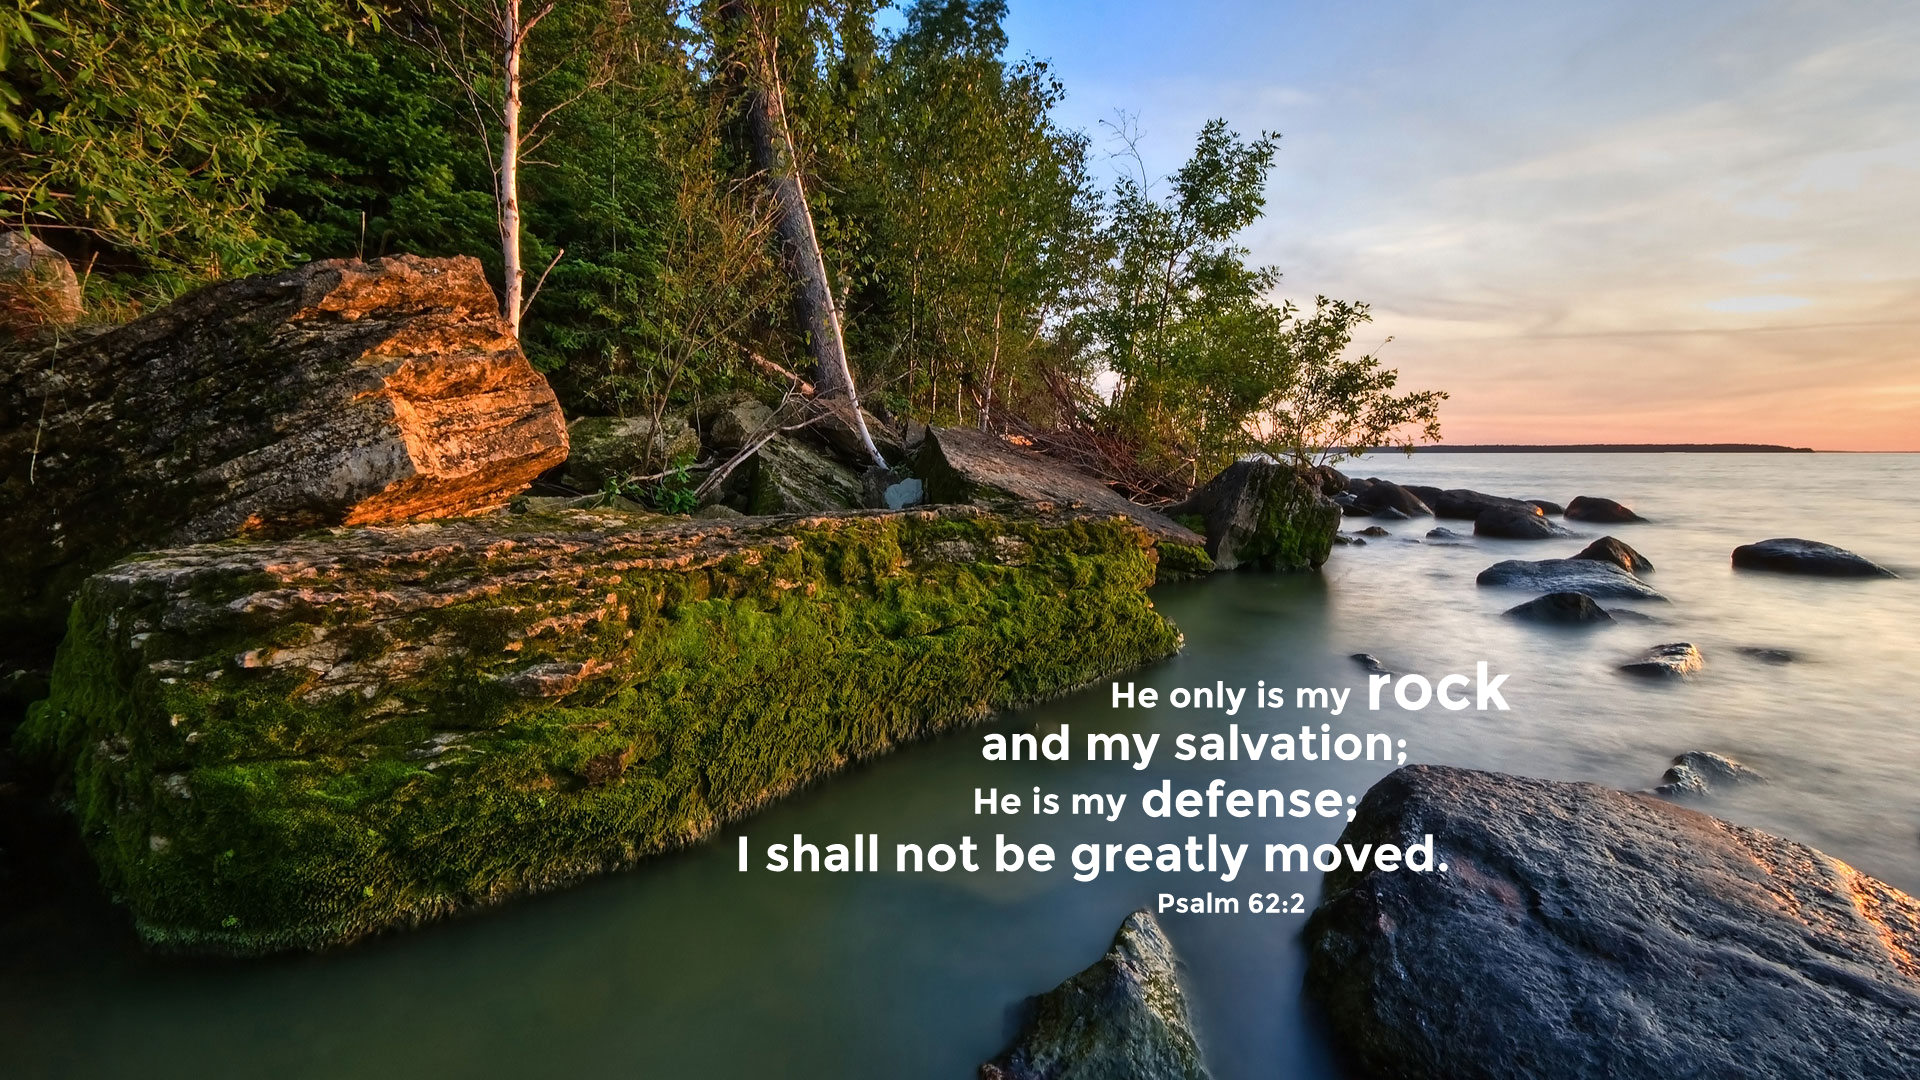 He only is my rock
and my salvation;
He is my defense;
I shall not be greatly moved.
Psalm 62:2